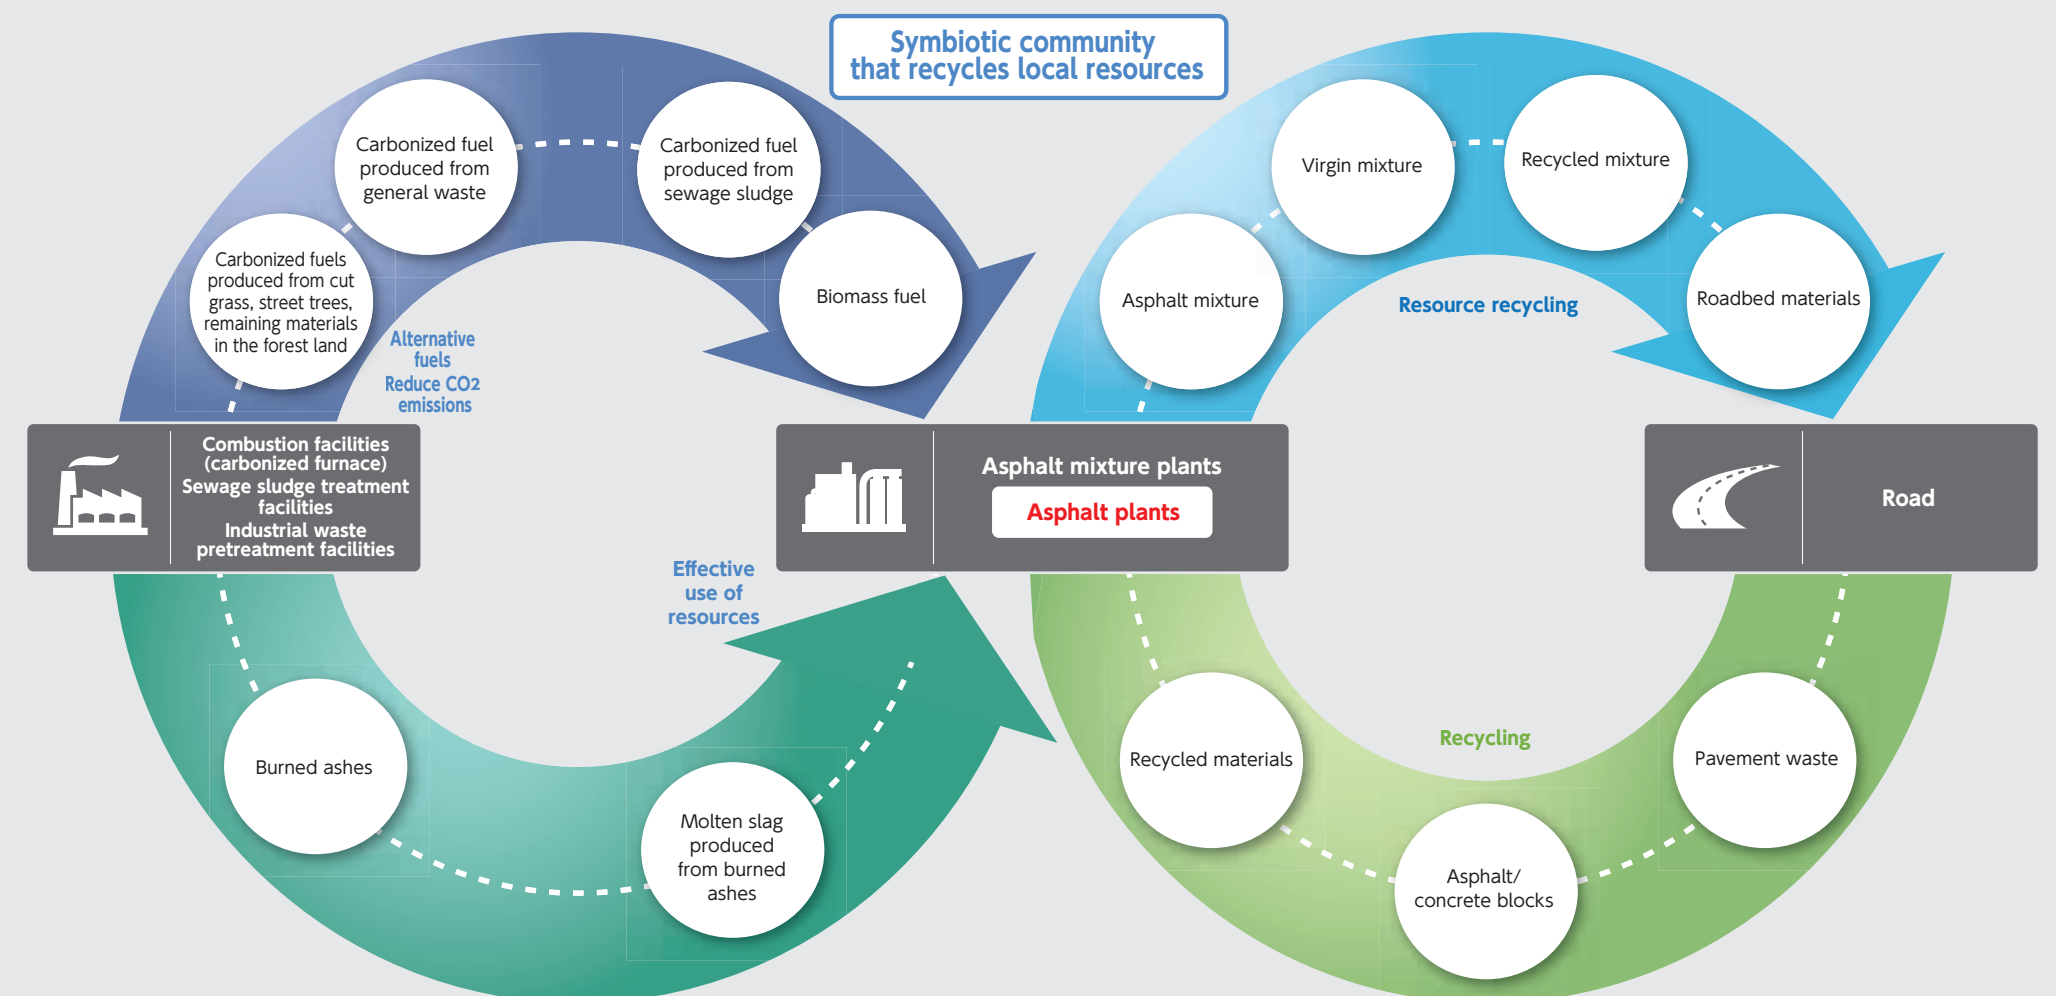 Symbiotic community
that recycles local resources
Carbonized fuel
produced from
general waste
Carbonized fuel
produced from
sewage sludge
Carbonized fuels
produced from cut
grass, street trees,
remaining materials
in the forest land
Biomass fuel
Alternative
fuels
Reduce CO2
emissions
Virgin mixture
Recycled mixture
Asphalt mixture
Roadbed materials
Resource recycling
Combustion facilities
(carbonized furnace)
Sewage sludge treatment
facilities
Industrial waste
pretreatment facilities
Asphalt mixture plants
Asphalt plants
Road
Effective
use of
resources
Burned ashes
Molten slag
produced
from burned
ashes
Recycling
Recycled materials
Asphalt/
concrete blocks
Pavement waste